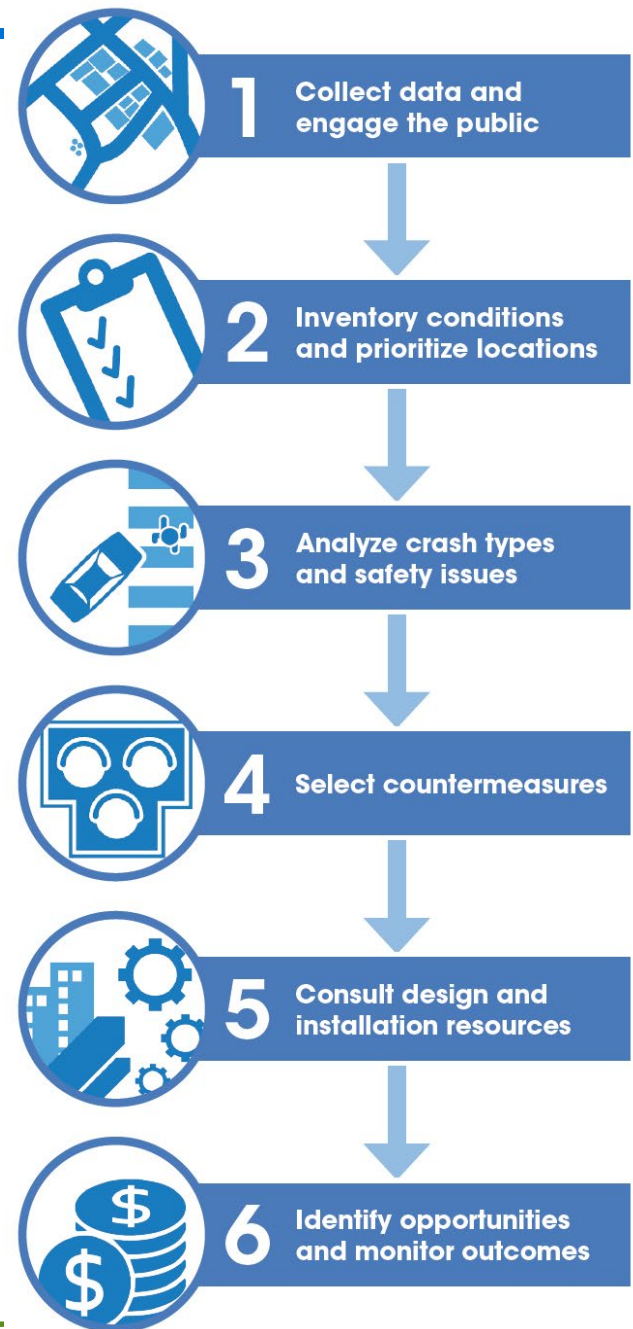 1 Collect data and
engage the public
2 Inventory conditions
and prioritize locations
3 Analyze crash types
and safety issues
4 Select countermeasures
5 Consult design and
installation resources
6 Identify opportunities
and monitor outcomes
$
$